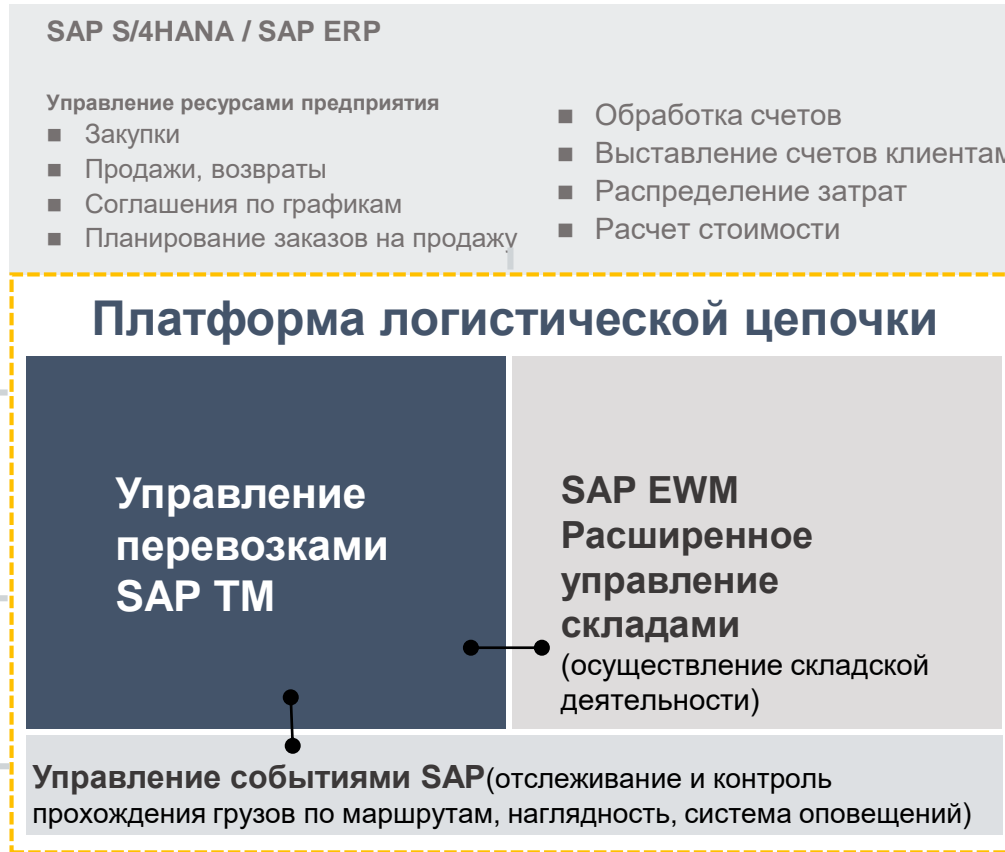 SAP S/4HANA / SAP ERP
Управление ресурсами предприятия
■ Закупки
■ Продажи, возвраты
■ Соглашения по графикам
■ Планирование заказов на продажу
■ Обработка счетов
■ Выставление счетов клиентам
■ Распределение затрат
■ Расчет стоимости
Платформа логистической цепочки
Управление
перевозками
SAP TM
SAP EWM
Расширенное
управление
складами
(осуществление складской
деятельности)
Управление событиями SAP(отслеживание и контроль
прохождения грузов по маршрутам, наглядность, система оповещений)